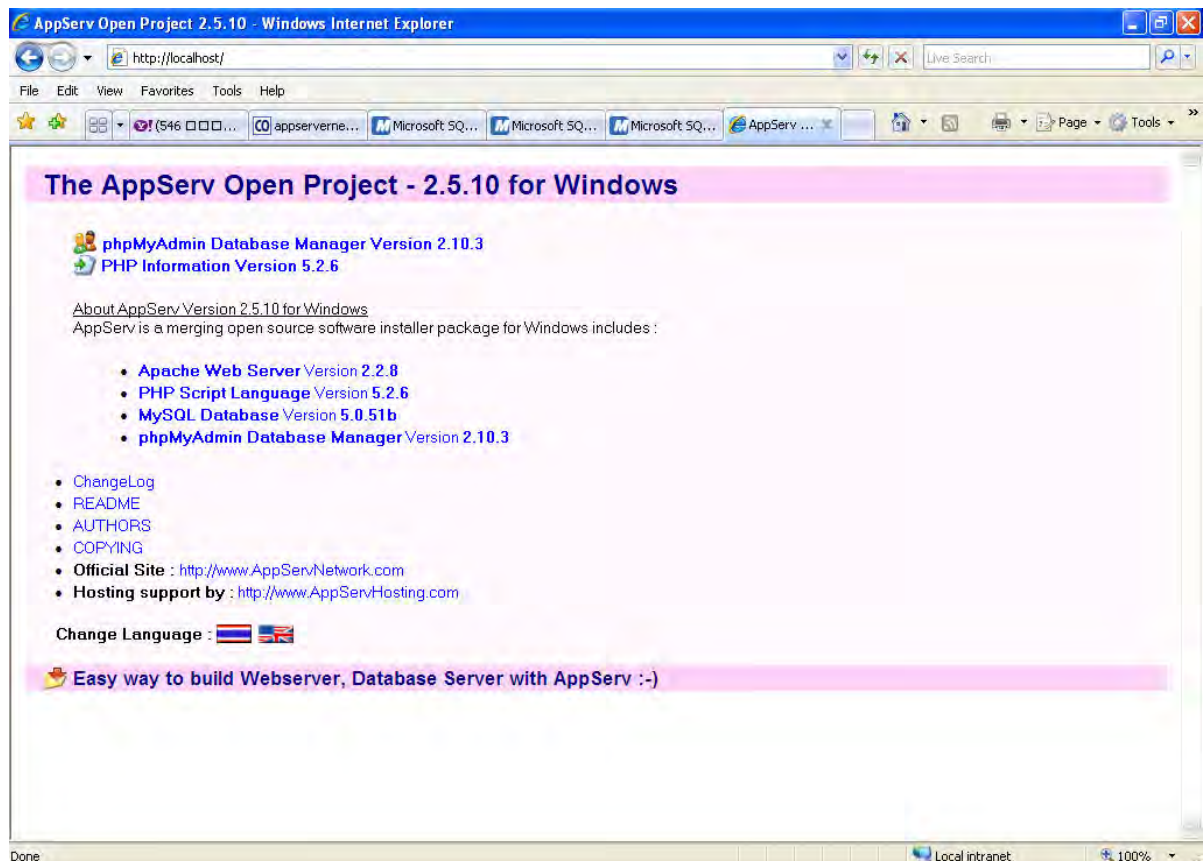 AppServ Open Project 2.5.10 - Windows Internet Explorer
http://localhost/
Live Search
File Edit View Favorites Tools Help
(546 □□□... appserverne... Microsoft SQ... Microsoft SQ... Microsoft SQ... AppServ ... Page Tools
The AppServ Open Project - 2.5.10 for Windows
phpMyAdmin Database Manager Version 2.10.3
PHP Information Version 5.2.6
About AppServ Version 2.5.10 for Windows
AppServ is a merging open source software installer package for Windows includes :
• Apache Web Server Version 2.2.8
• PHP Script Language Version 5.2.6
• MySQL Database Version 5.0.51b
• phpMyAdmin Database Manager Version 2.10.3
• ChangeLog
• README
• AUTHORS
• COPYING
• Official Site : http://www.AppServNetwork.com
• Hosting support by : http://www.AppServHosting.com
Change Language :
Easy way to build Webserver, Database Server with AppServ :-)
Done Local intranet 100%